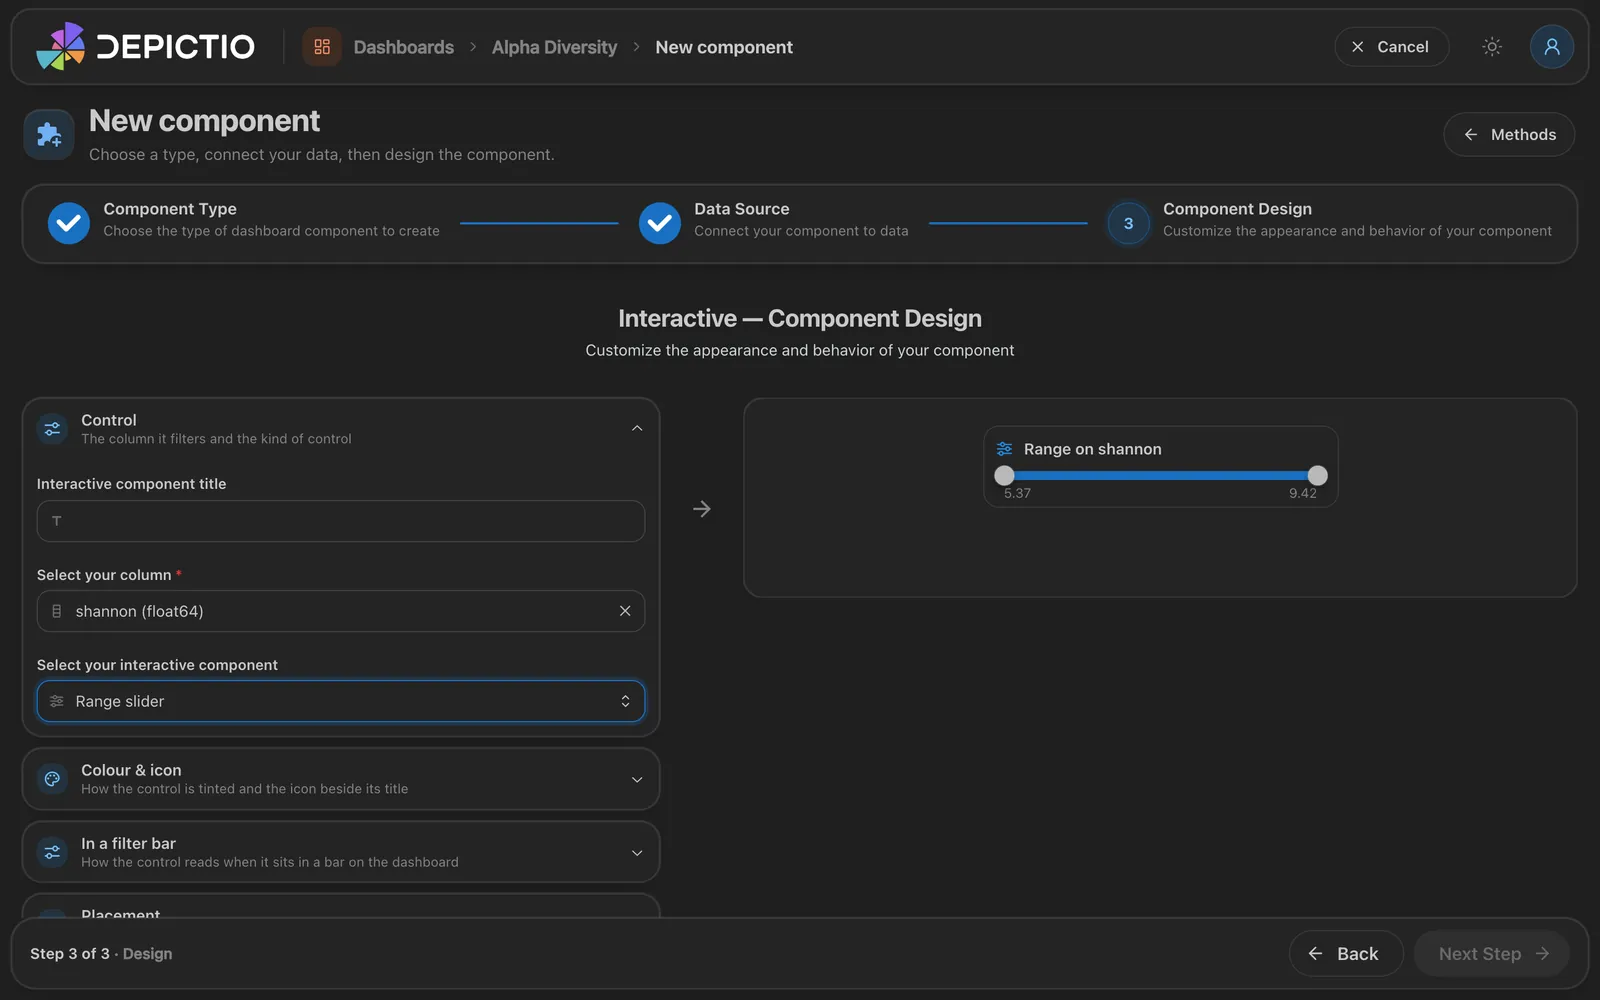 DEPICTIO
Dashboards > Alpha Diversity > New component
Cancel
New component
Choose a type, connect your data, then design the component.
Methods
Component Type
Choose the type of dashboard component to create
Data Source
Connect your component to data
3
Component Design
Customize the appearance and behavior of your component
Interactive — Component Design
Customize the appearance and behavior of your component
Control
The column it filters and the kind of control
Interactive component title
Select your column *
shannon (float64)
Select your interactive component
Range slider
Range on shannon
5.37
9.42
Colour & icon
How the control is tinted and the icon beside its title
In a filter bar
How the control reads when it sits in a bar on the dashboard
Placement
Step 3 of 3 · Design
Back
Next Step